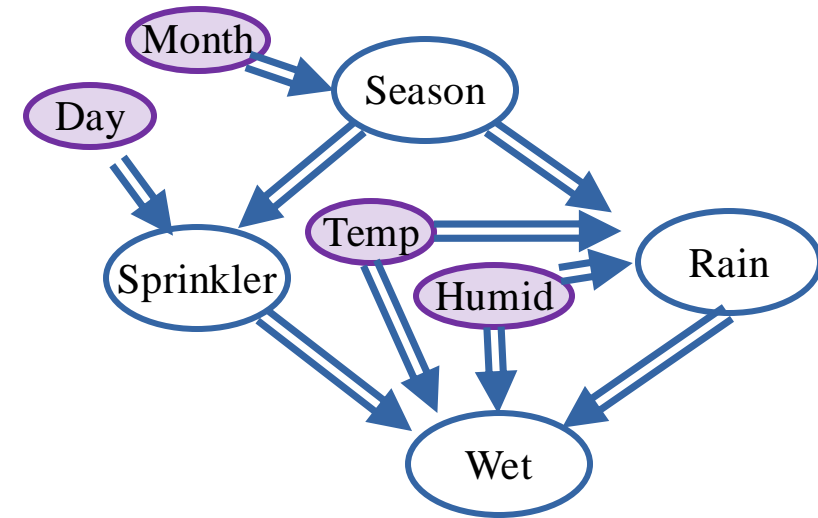 Month
Season
Day
Temp
Sprinkler
Humid
Rain
Wet